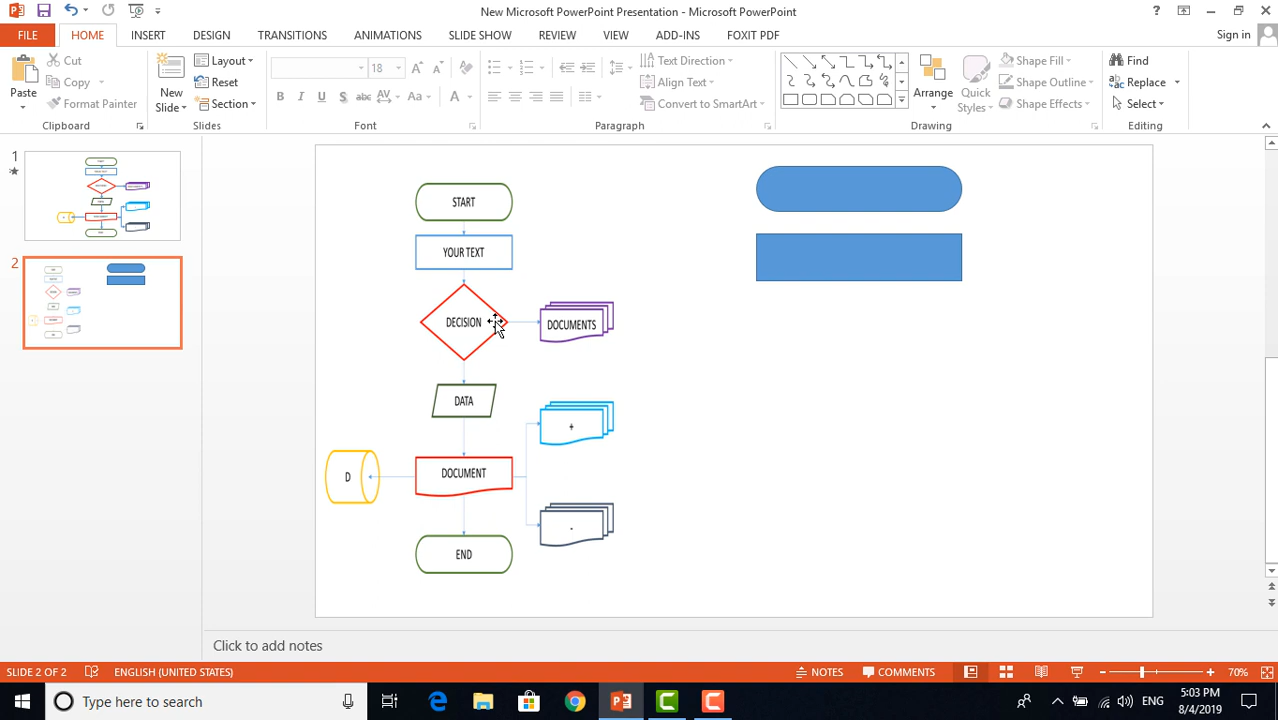 New Microsoft PowerPoint Presentation - Microsoft PowerPoint
?
FILE HOME INSERT DESIGN TRANSITIONS ANIMATIONS SLIDE SHOW REVIEW VIEW ADD-INS FOXIT PDF Sign in
Paste
Cut
Copy
Format Painter
Clipboard
New
Slide
Layout
Reset
Section
Slides
18
B I U S abc AV Aa A
Font
Text Direction
Align Text
Convert to SmartArt
Paragraph
Arrange
Quick
Styles
Shape Fill
Shape Outline
Shape Effects
Drawing
Find
Replace
Select
Editing
1
2
START
YOUR TEXT
DECISION
DOCUMENTS
DATA
+
D
DOCUMENT
-
END
Click to add notes
SLIDE 2 OF 2 ENGLISH (UNITED STATES) NOTES COMMENTS 70%
Type here to search
ENG
5:03 PM
8/4/2019